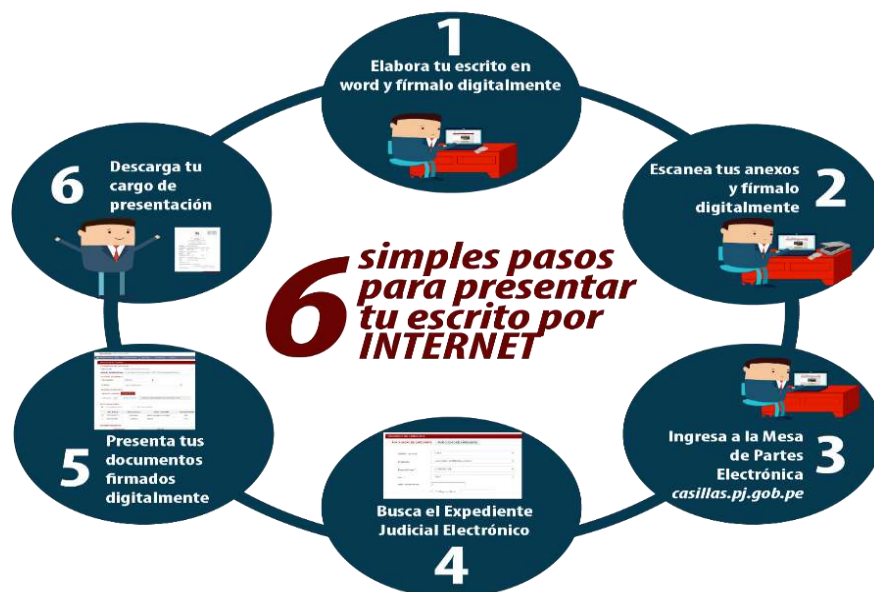 6
simples pasos
para presentar
tu escrito por
INTERNET
1
Elabora tu escrito en
word y fírmalo digitalmente
2
Escanea tus anexos
y fírmalo
digitalmente
3
Ingresa a la Mesa
de Partes
Electrónica
casillas.pj.gob.pe
Busca el Expediente
Judicial Electrónico
4
5
Presenta tus
documentos
firmados
digitalmente
6
Descarga tu
cargo de
presentación